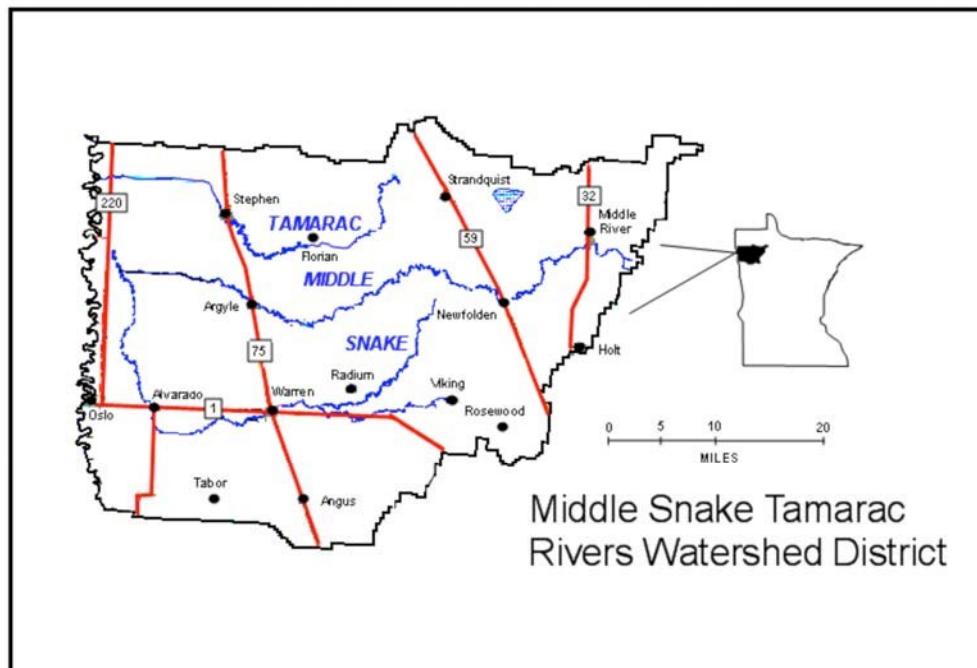 Strandquist
32
220
Stephen
TAMARAC
Middle
River
59
Florian
MIDDLE
Argyle
Newfolden
SNAKE
75
Holt
Radium
Viking
Alvarado
Warren
1
Oslo
Rosewood
0 5 10 20
MILES
Tabor
Angus
Middle Snake Tamarac
Rivers Watershed District